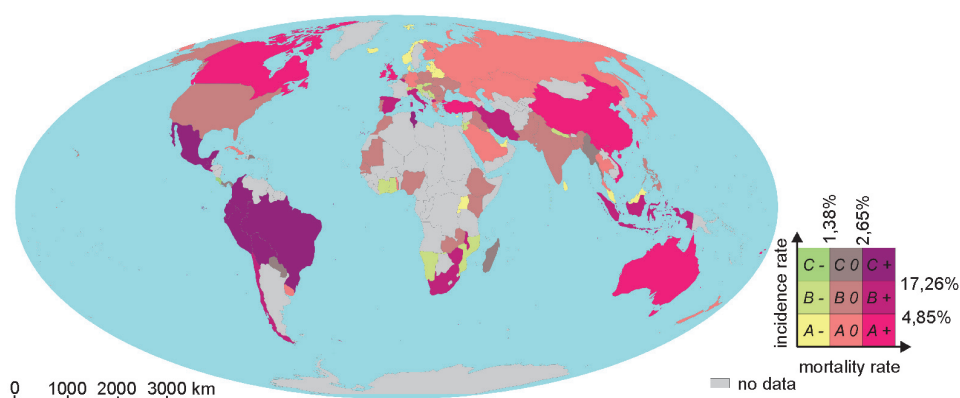 1,38%
2,65%
C - C 0 C +
17,26%
B - B 0 B +
4,85%
A - A 0 A +
incidence rate
mortality rate
no data
0 1000 2000 3000 km